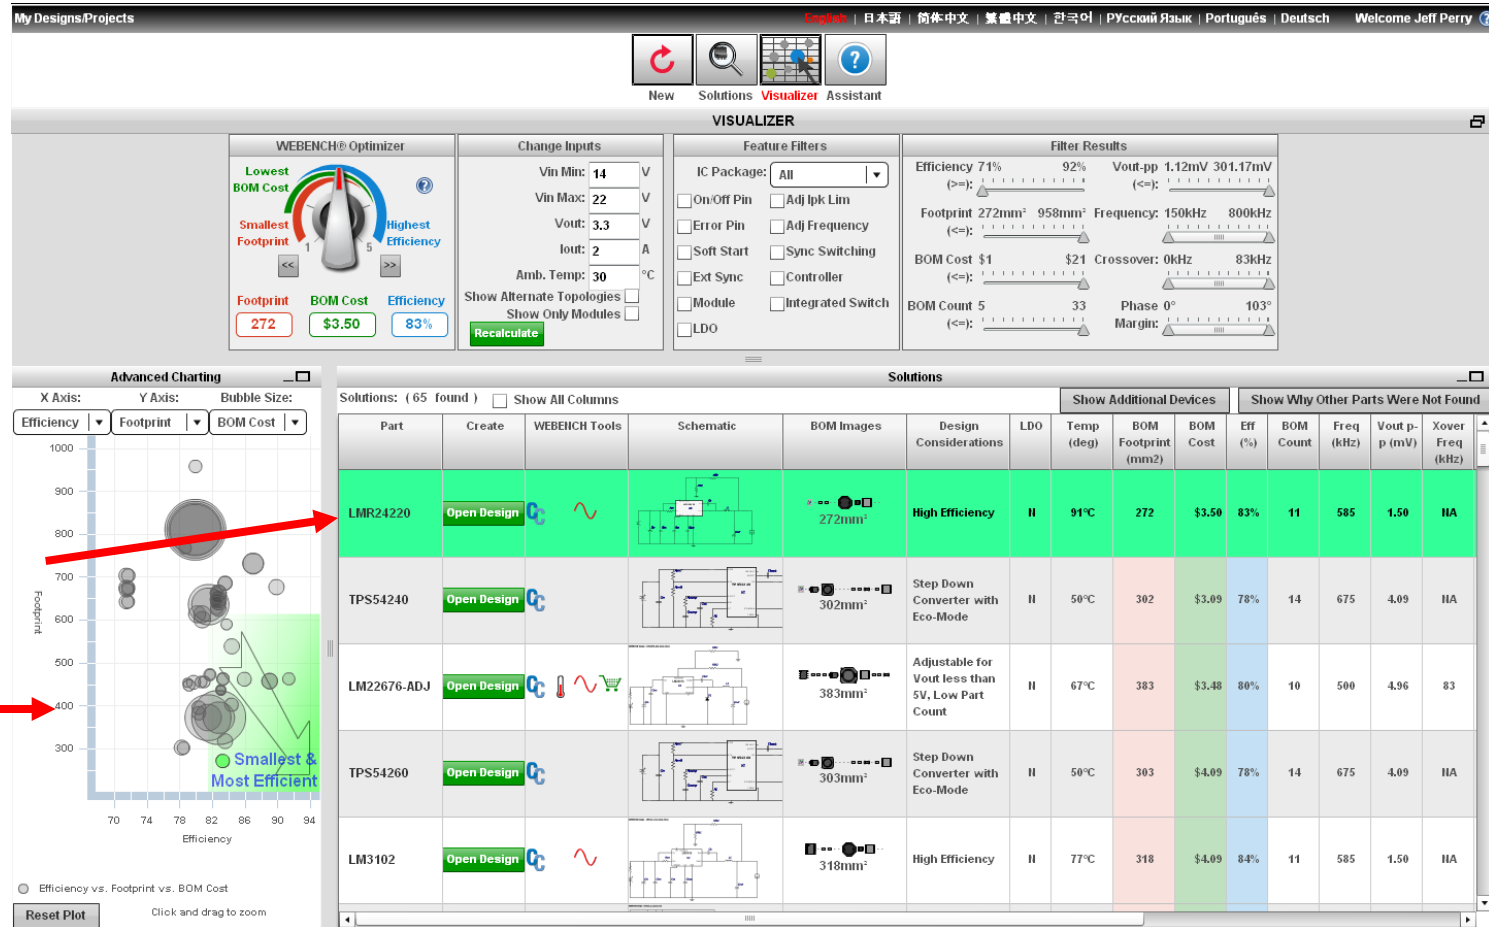 My Designs/Projects
English | 日本語 | 简体中文 | 繁體中文 | 한국어 | РУсский Язык | Português | Deutsch Welcome Jeff Perry ?
New Solutions Visualizer Assistant
VISUALIZER
WEBENCH® Optimizer
Lowest
BOM Cost
Smallest
Footprint
Highest
Efficiency
1 5
<< >>
Footprint BOM Cost Efficiency
272 $3.50 83%
Change Inputs
Vin Min: 14 V
Vin Max: 22 V
Vout: 3.3 V
Iout: 2 A
Amb. Temp: 30 °C
Show Alternate Topologies
Show Only Modules
Recalculate
Feature Filters
IC Package: All
On/Off Pin Adj Ipk Lim
Error Pin Adj Frequency
Soft Start Sync Switching
Ext Sync Controller
Module Integrated Switch
LDO
Filter Results
Efficiency 71% 92% Vout-pp 1.12mV 301.17mV
(>=): (<=):
Footprint 272mm² 958mm² Frequency: 150kHz 800kHz
(<=):
BOM Cost $1 $21 Crossover: 0kHz 83kHz
(<=):
BOM Count 5 33 Phase 0° 103°
(<=): Margin:
Advanced Charting
X Axis: Y Axis: Bubble Size:
Efficiency Footprint BOM Cost
1000
900
800
700
600
500
400
300
Footprint
Smallest &
Most Efficient
70 74 78 82 86 90 94
Efficiency
Efficiency vs. Footprint vs. BOM Cost
Reset Plot Click and drag to zoom
Solutions
Solutions: ( 65 found ) Show All Columns Show Additional Devices Show Why Other Parts Were Not Found
Part Create WEBENCH Tools Schematic BOM Images Design Considerations LDO Temp (deg) BOM Footprint (mm2) BOM Cost Eff (%) BOM Count Freq (kHz) Vout p-p (mV) Xover Freq (kHz)
LMR24220 Open Design 272mm² High Efficiency N 91°C 272 $3.50 83% 11 585 1.50 NA
TPS54240 Open Design 302mm² Step Down Converter with Eco-Mode N 50°C 302 $3.09 78% 14 675 4.09 NA
LM22676-ADJ Open Design 383mm² Adjustable for Vout less than 5V, Low Part Count N 67°C 383 $3.48 80% 10 500 4.96 83
TPS54260 Open Design 303mm² Step Down Converter with Eco-Mode N 50°C 303 $4.09 78% 14 675 4.09 NA
LM3102 Open Design 318mm² High Efficiency N 77°C 318 $4.09 84% 11 585 1.50 NA